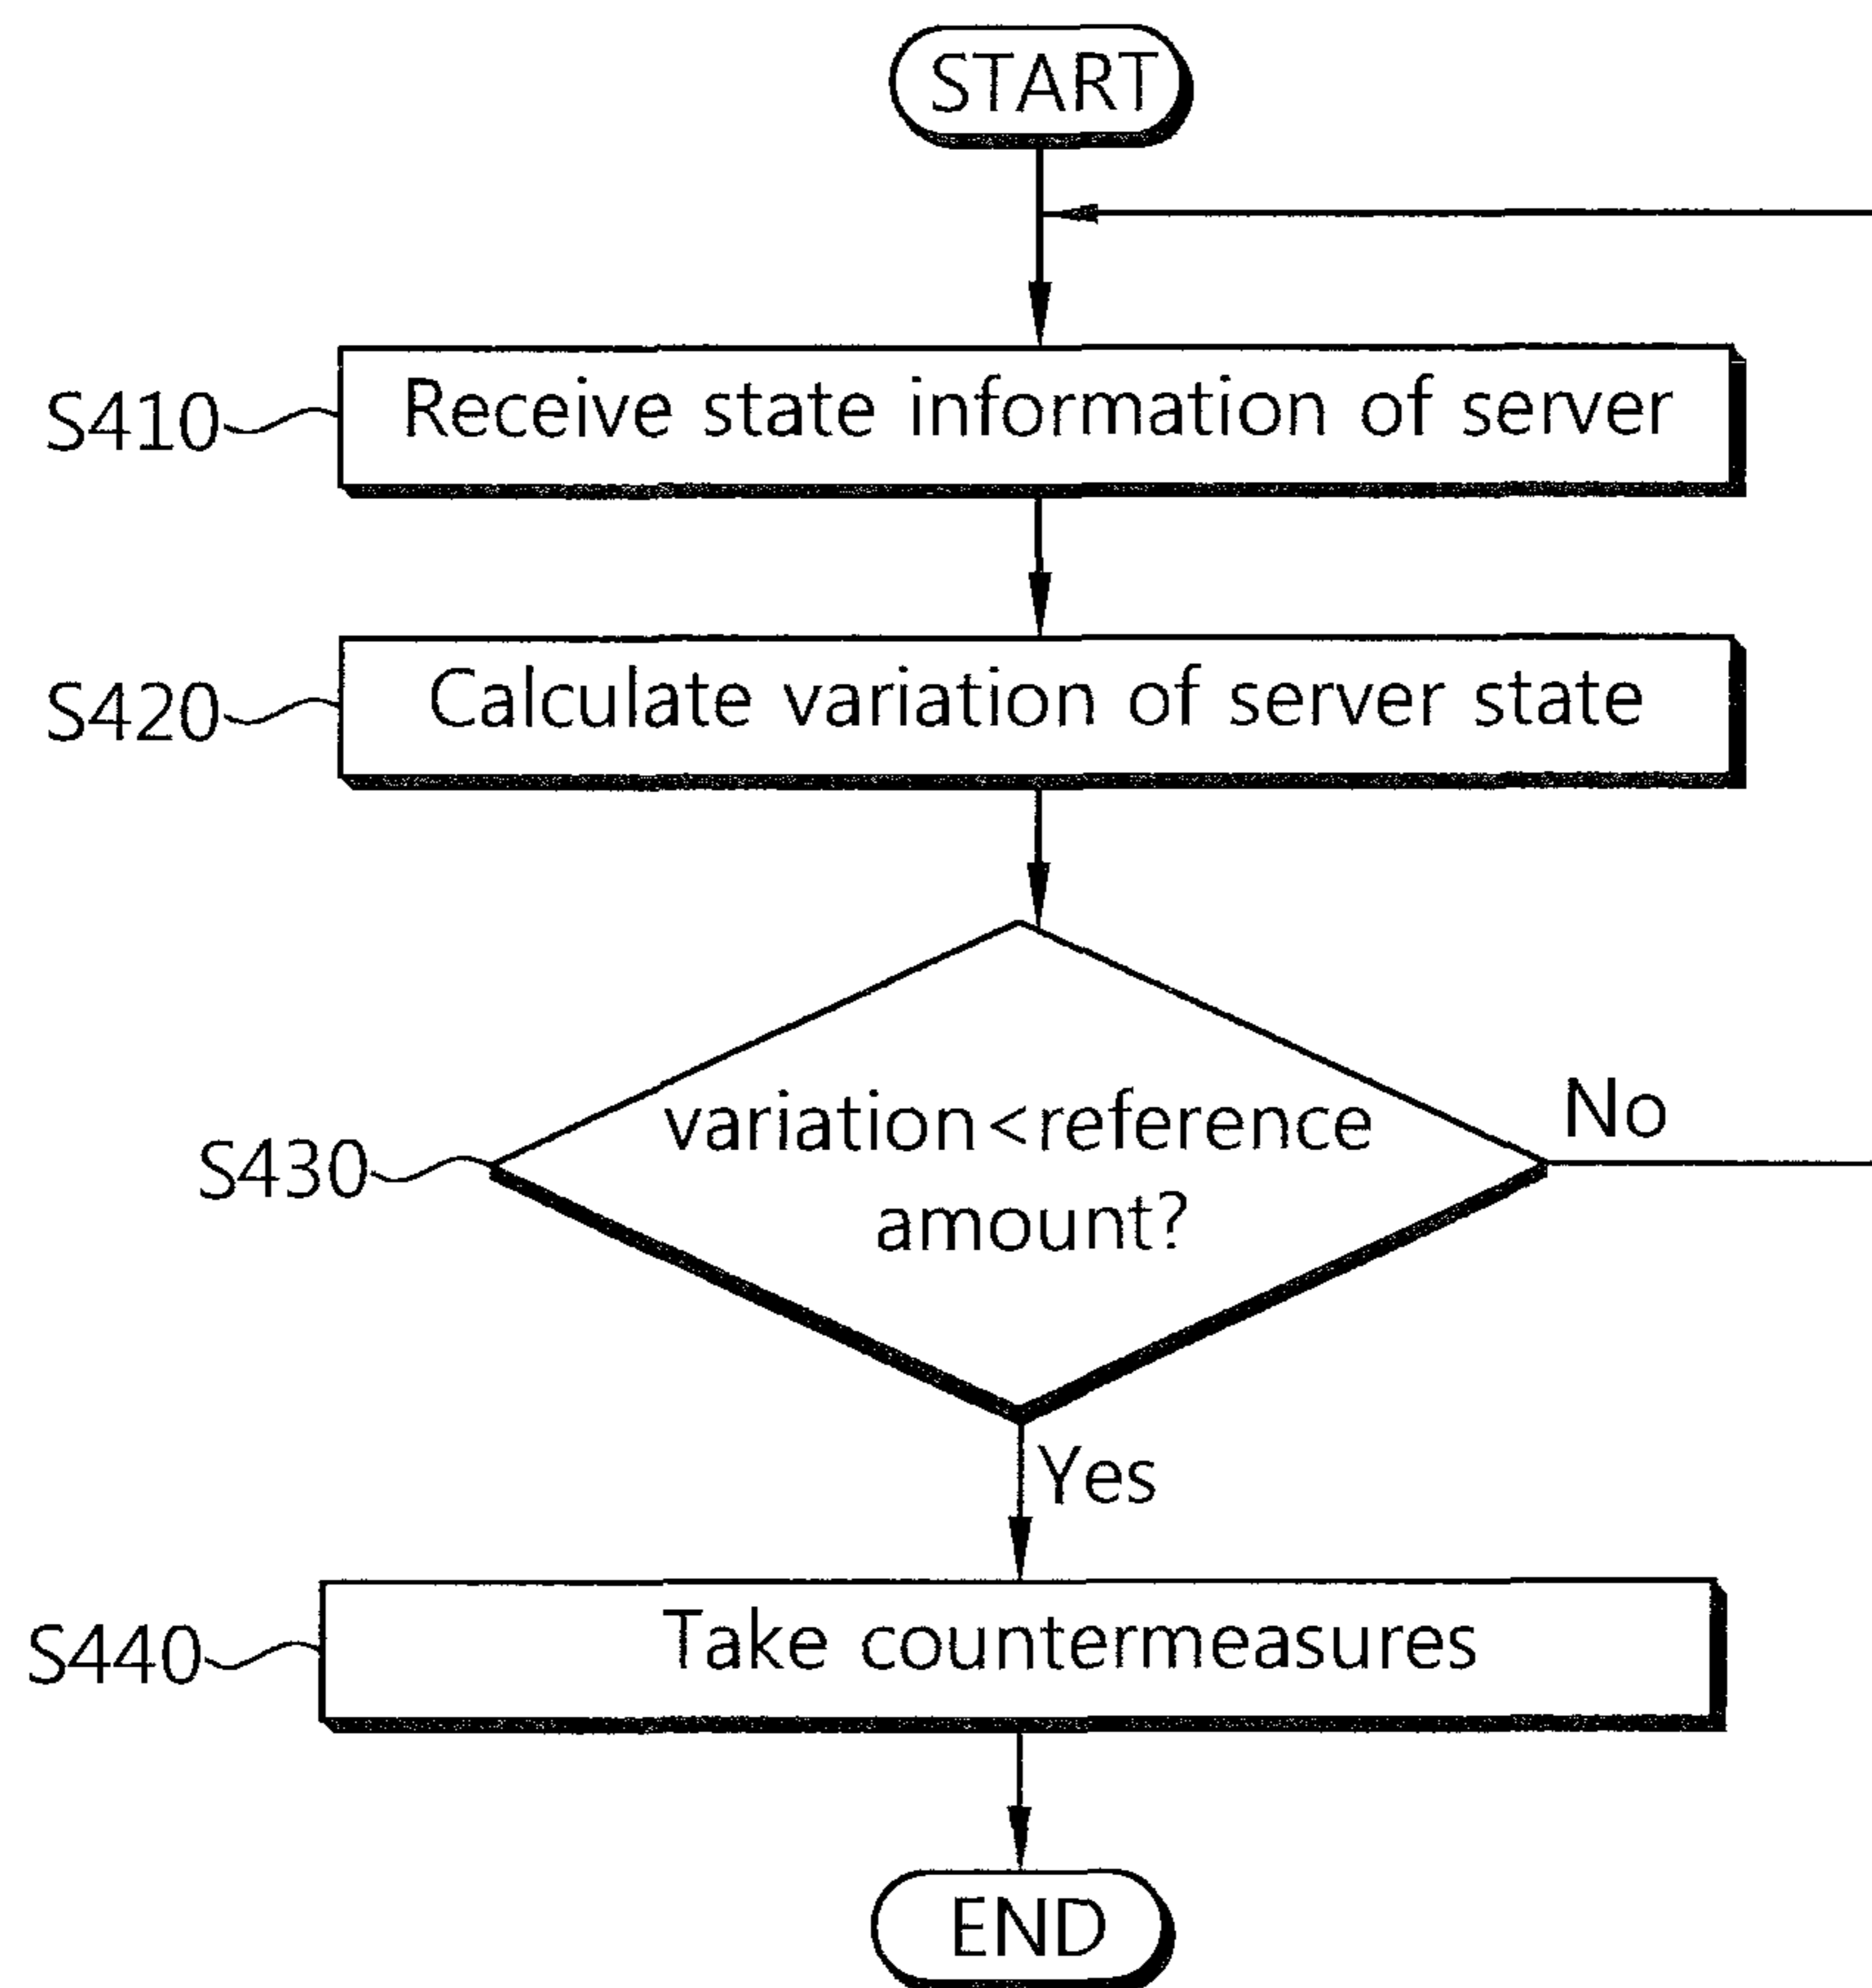 START
S410
Receive state information of server
S420
Calculate variation of server state
S430
variation<reference
amount?
No
Yes
S440
Take countermeasures
END